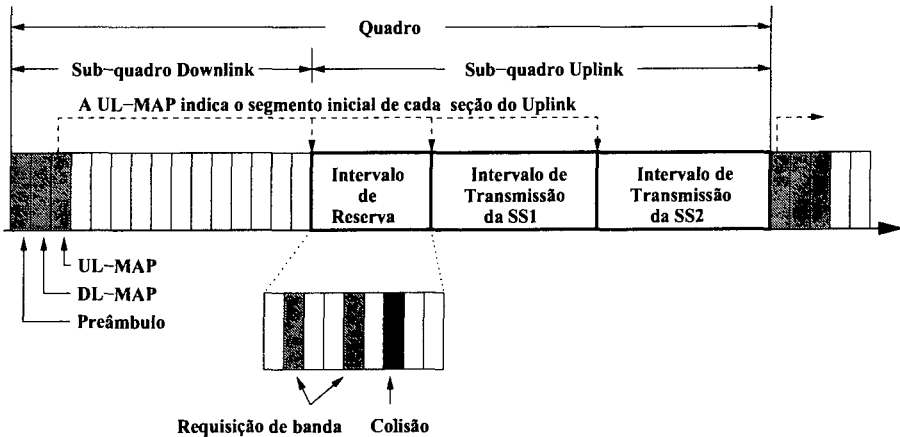 Quadro
Sub-quadro Downlink
Sub-quadro Uplink
A UL-MAP indica o segmento inicial de cada seção do Uplink
Intervalo
de
Reserva
Intervalo de
Transmissão
da SS1
Intervalo de
Transmissão
da SS2
UL-MAP
DL-MAP
Preâmbulo
Requisição de banda
Colisão